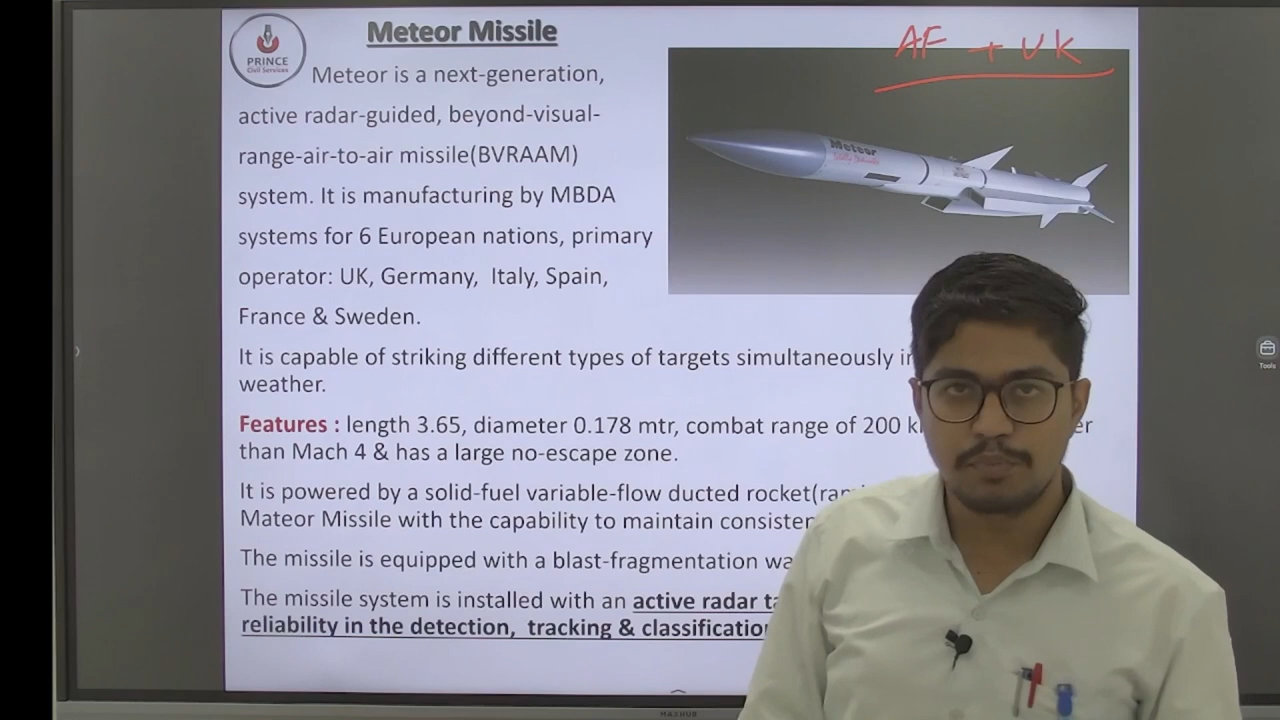 Meteor Missile
AF + UK
PRINCE
Civil Services
Meteor is a next-generation,
active radar-guided, beyond-visual-
range-air-to-air missile(BVRAAM)
system. It is manufacturing by MBDA
systems for 6 European nations, primary
operator: UK, Germany, Italy, Spain,
France & Sweden.
Meteor
It is capable of striking different types of targets simultaneously
weather.
Features : length 3.65, diameter 0.178 mtr, combat range of 200
than Mach 4 & has a large no-escape zone.
It is powered by a solid-fuel variable-flow ducted
Mateor Missile with the capability to maintain
The missile is equipped with a blast-fragmentation
The missile system is installed with an active radar
reliability in the detection, tracking &
Tools
MAXHUB